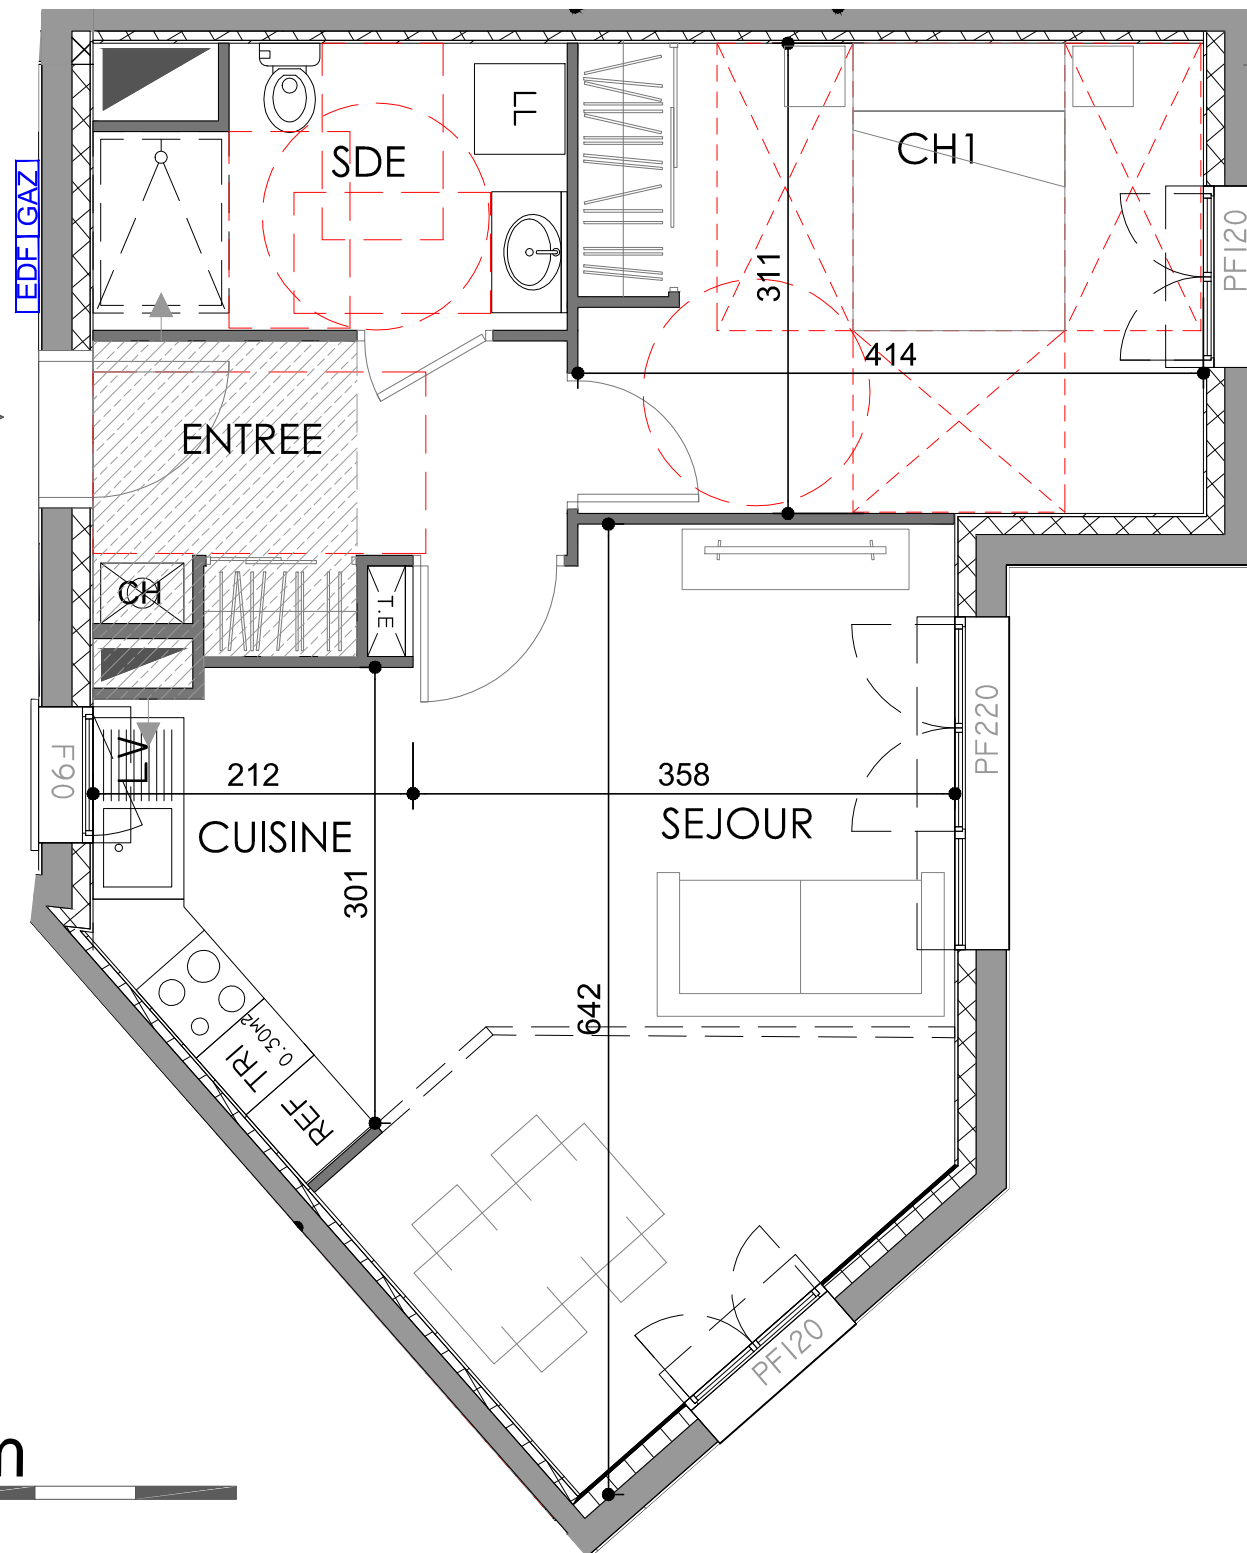 SDE
LL
CH1
EDF I GAZ
PF120
311
414
ENTREE
CH
T.E
F90
LV
212
358
PF220
CUISINE
SEJOUR
301
642
TRI
0.30M2
REF
PF120
m